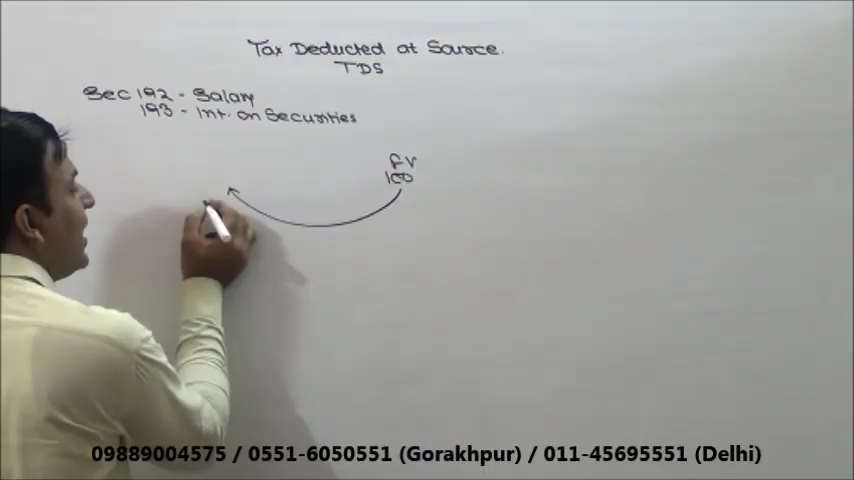 Tax Deducted at Source.
TDS
Sec 192 - Salary
193 - Int. on Securities
FV
100
09889004575 / 0551-6050551 (Gorakhpur) / 011-45695551 (Delhi)